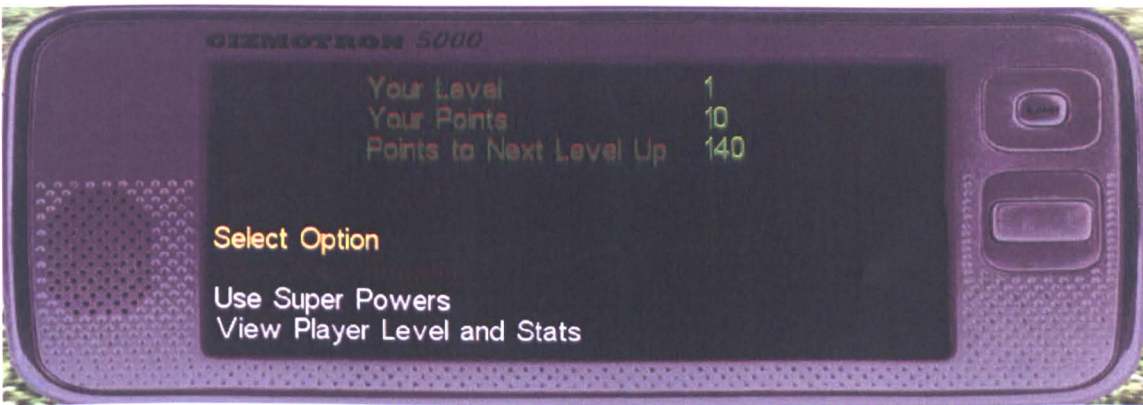 GIZMOTRON 5000
Your Level 1
Your Points 10
Points to Next Level Up 140
Select Option
Use Super Powers
View Player Level and Stats